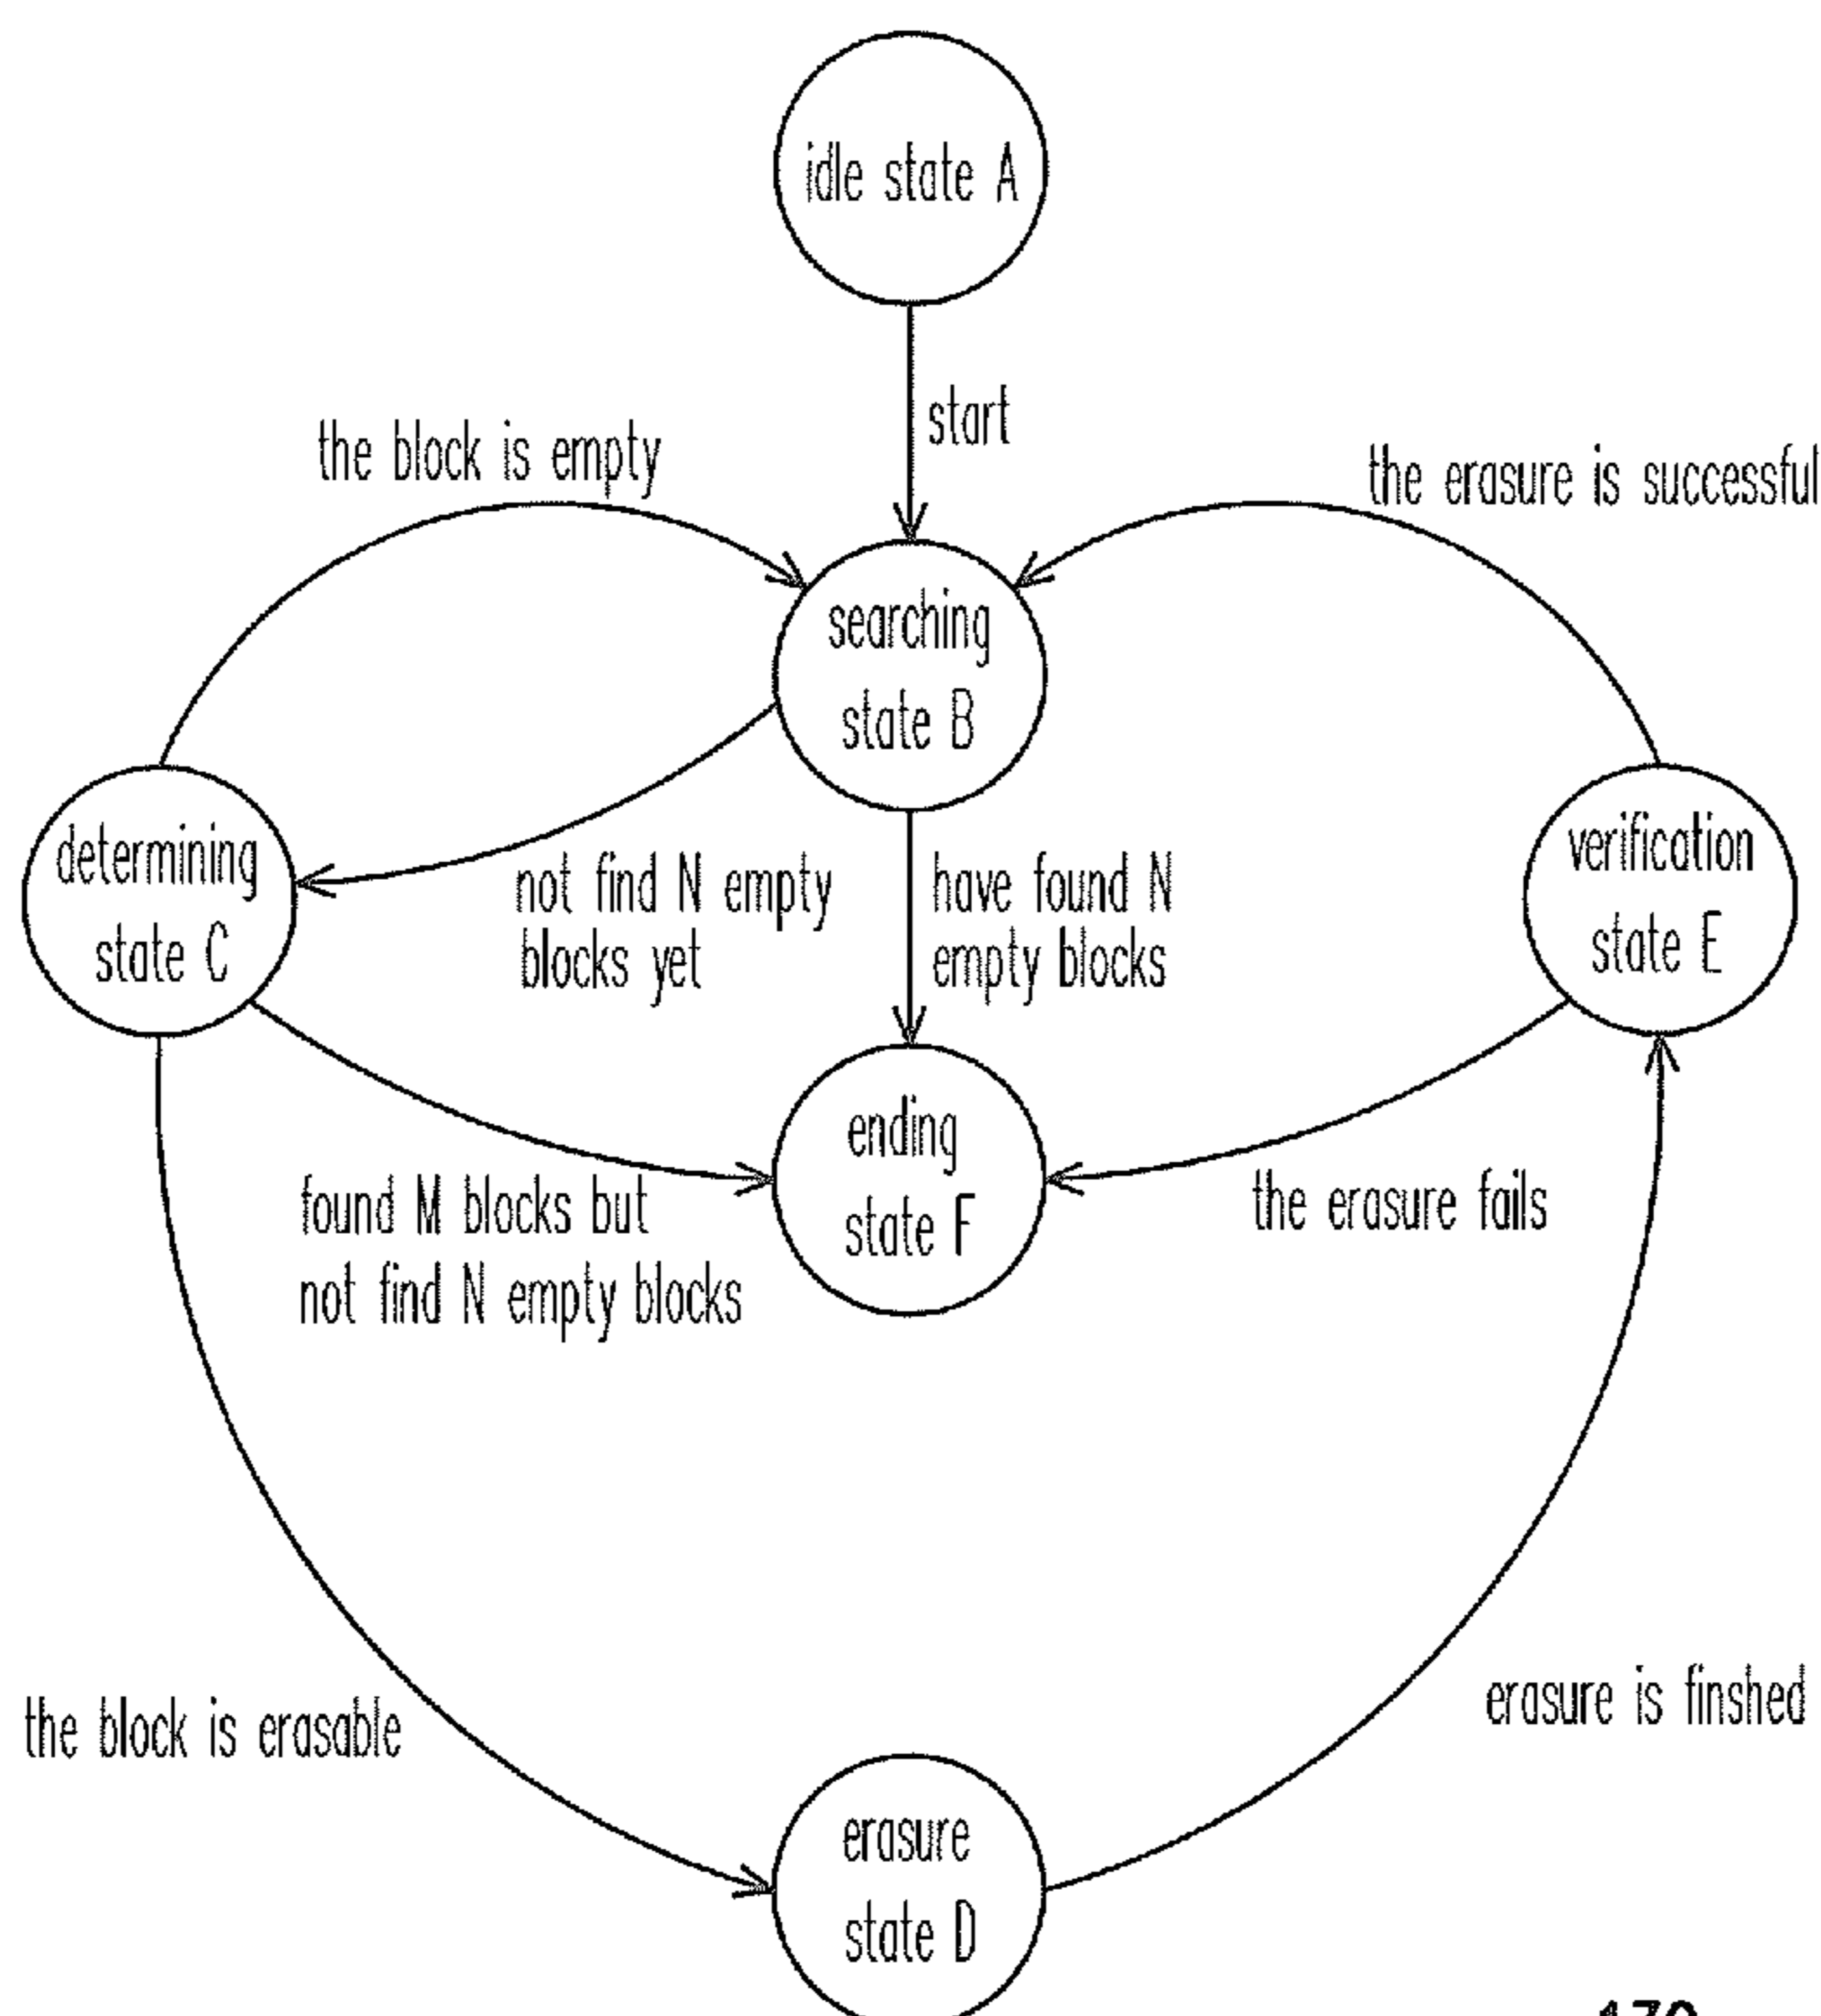 idle state A
start
the block is empty
the erasure is successful
searching
state B
determining
state C
not find N empty
blocks yet
have found N
empty blocks
verification
state E
ending
state F
found M blocks but
not find N empty blocks
the erasure fails
the block is erasable
erasure is finshed
erasure
state D